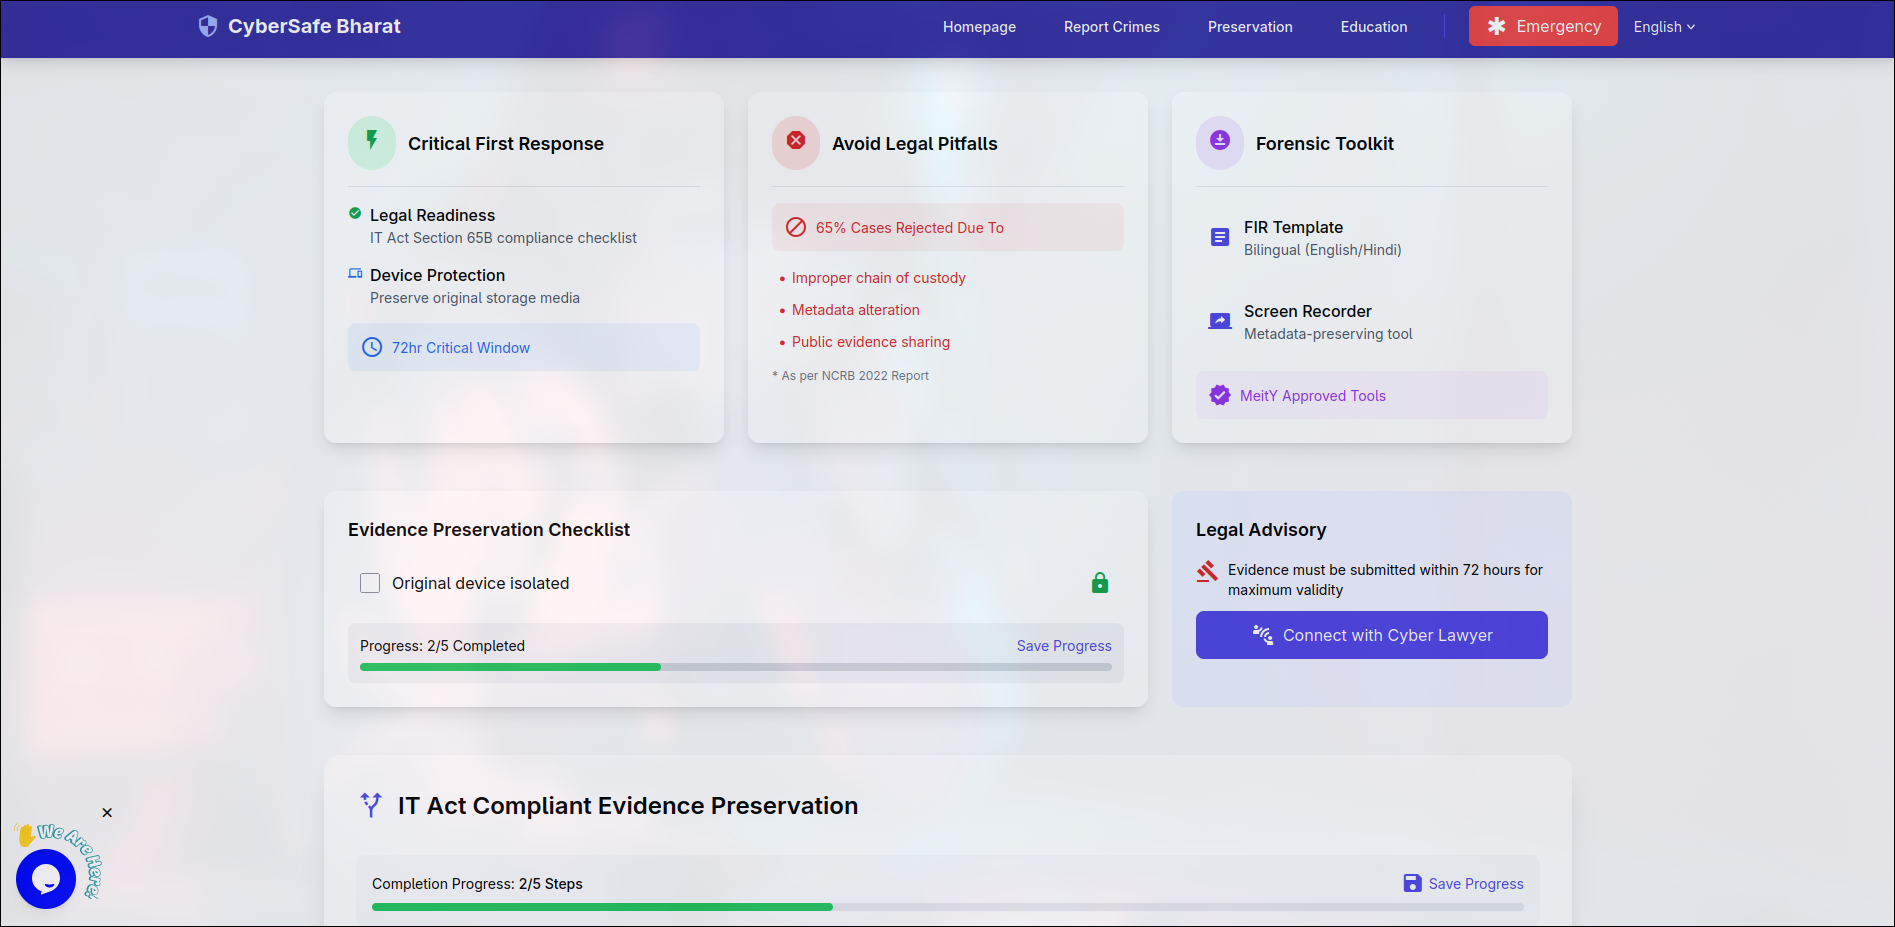 CyberSafe Bharat
Homepage
Report Crimes
Preservation
Education
Emergency
English
Critical First Response
Legal Readiness
IT Act Section 65B compliance checklist
Device Protection
Preserve original storage media
72hr Critical Window
Avoid Legal Pitfalls
65% Cases Rejected Due To
• Improper chain of custody
• Metadata alteration
• Public evidence sharing
* As per NCRB 2022 Report
Forensic Toolkit
FIR Template
Bilingual (English/Hindi)
Screen Recorder
Metadata-preserving tool
MeitY Approved Tools
Evidence Preservation Checklist
Original device isolated
Progress: 2/5 Completed
Save Progress
Legal Advisory
Evidence must be submitted within 72 hours for
maximum validity
Connect with Cyber Lawyer
IT Act Compliant Evidence Preservation
Completion Progress: 2/5 Steps
Save Progress
We Are Here!